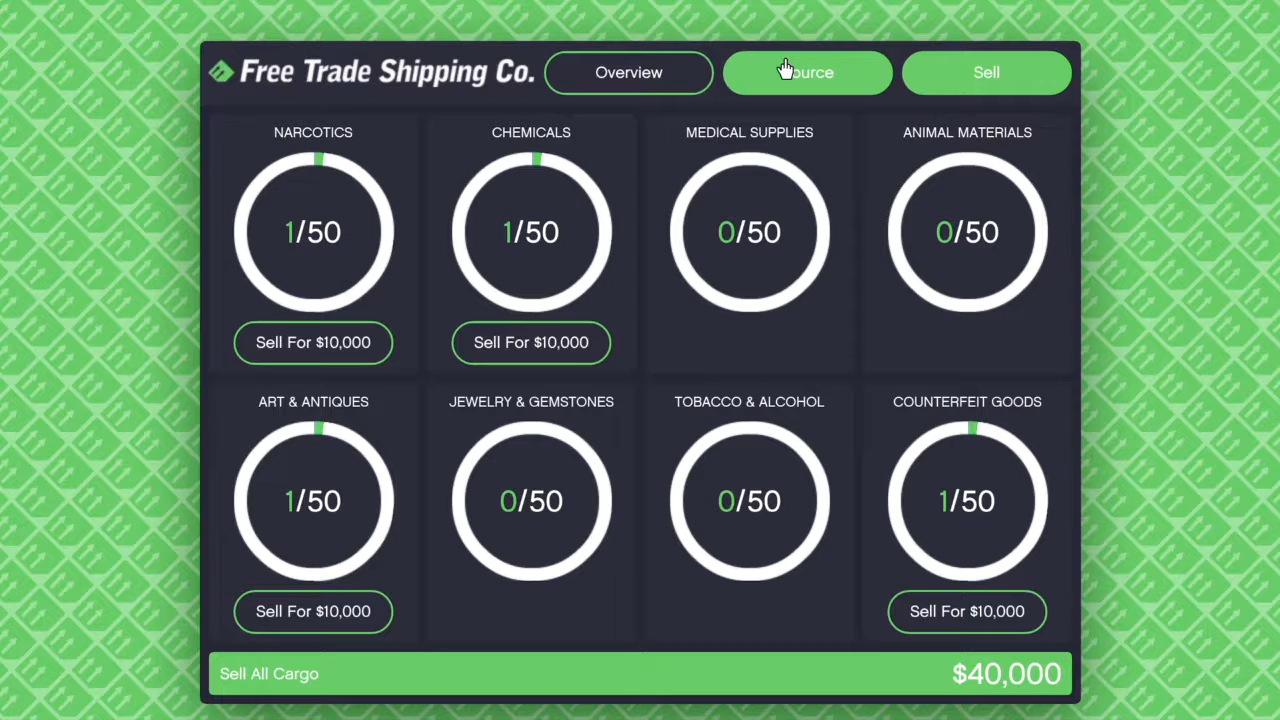 Free Trade Shipping Co.
Overview
ource
Sell
NARCOTICS
CHEMICALS
MEDICAL SUPPLIES
ANIMAL MATERIALS
1/50
1/50
0/50
0/50
Sell For $10,000
Sell For $10,000
ART & ANTIQUES
JEWELRY & GEMSTONES
TOBACCO & ALCOHOL
COUNTERFEIT GOODS
1/50
0/50
0/50
1/50
Sell For $10,000
Sell For $10,000
Sell All Cargo
$40,000